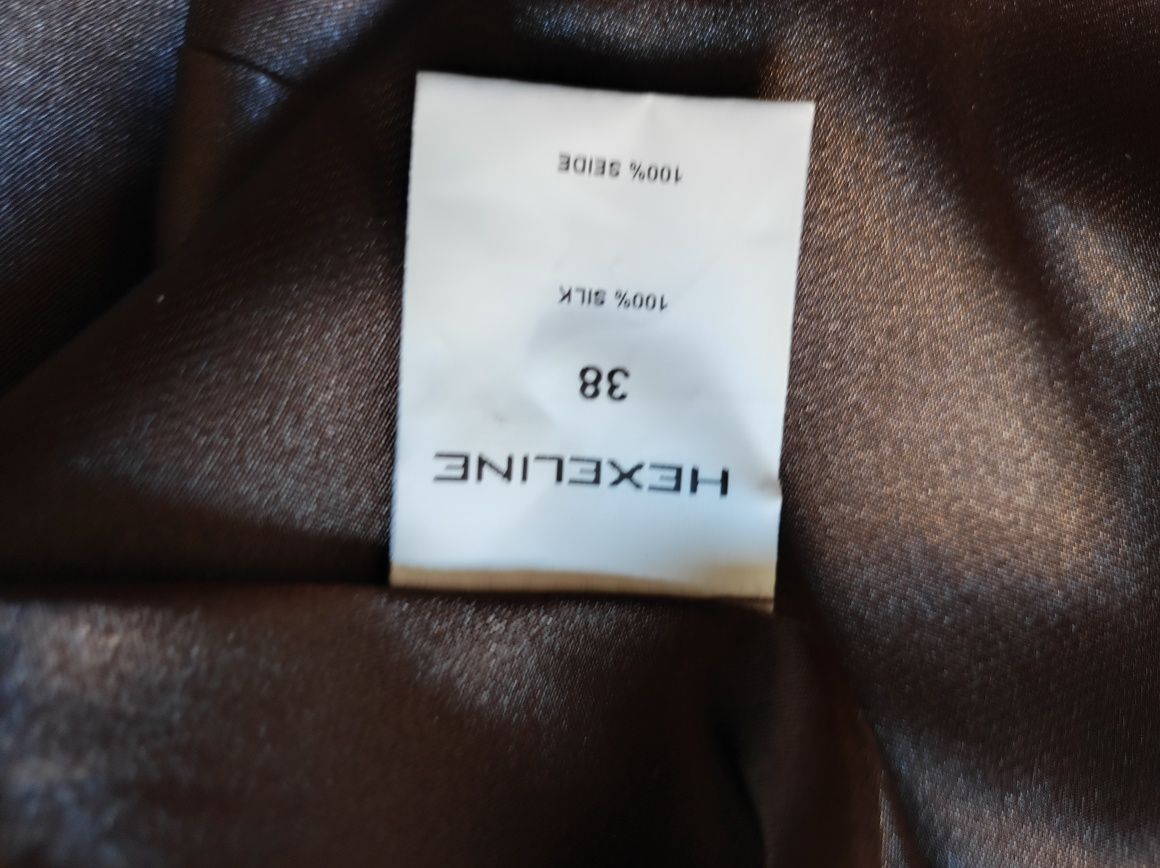 HEXELINE
38
100% SILK
100% SEIDE